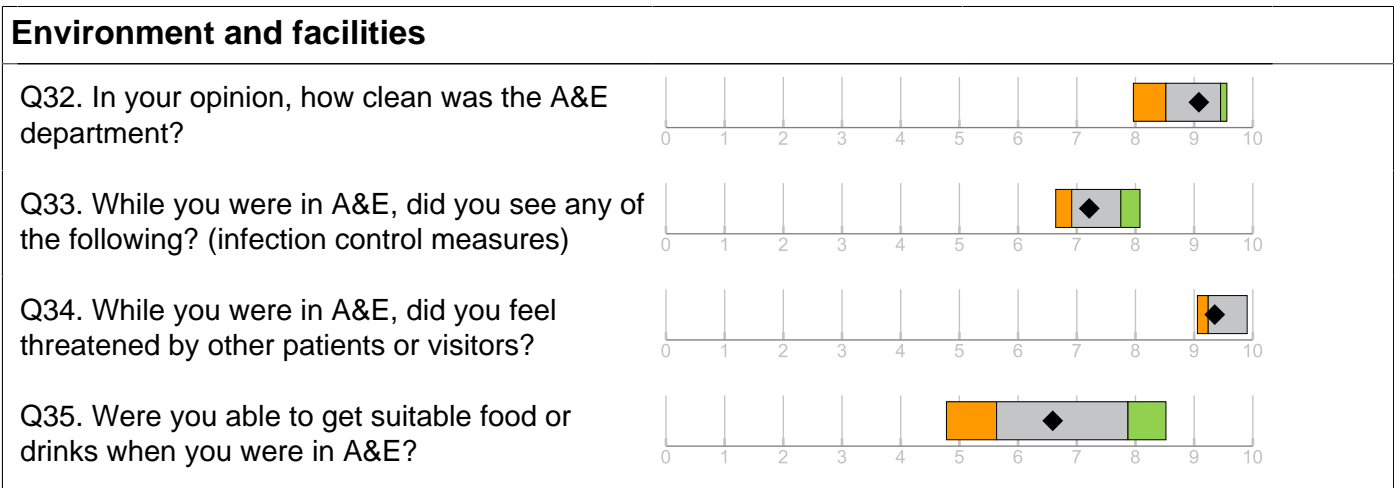 Environment and facilities
Q32. In your opinion, how clean was the A&E
department?
0 1 2 3 4 5 6 7 8 9 10
Q33. While you were in A&E, did you see any of
the following? (infection control measures)
0 1 2 3 4 5 6 7 8 9 10
Q34. While you were in A&E, did you feel
threatened by other patients or visitors?
0 1 2 3 4 5 6 7 8 9 10
Q35. Were you able to get suitable food or
drinks when you were in A&E?
0 1 2 3 4 5 6 7 8 9 10